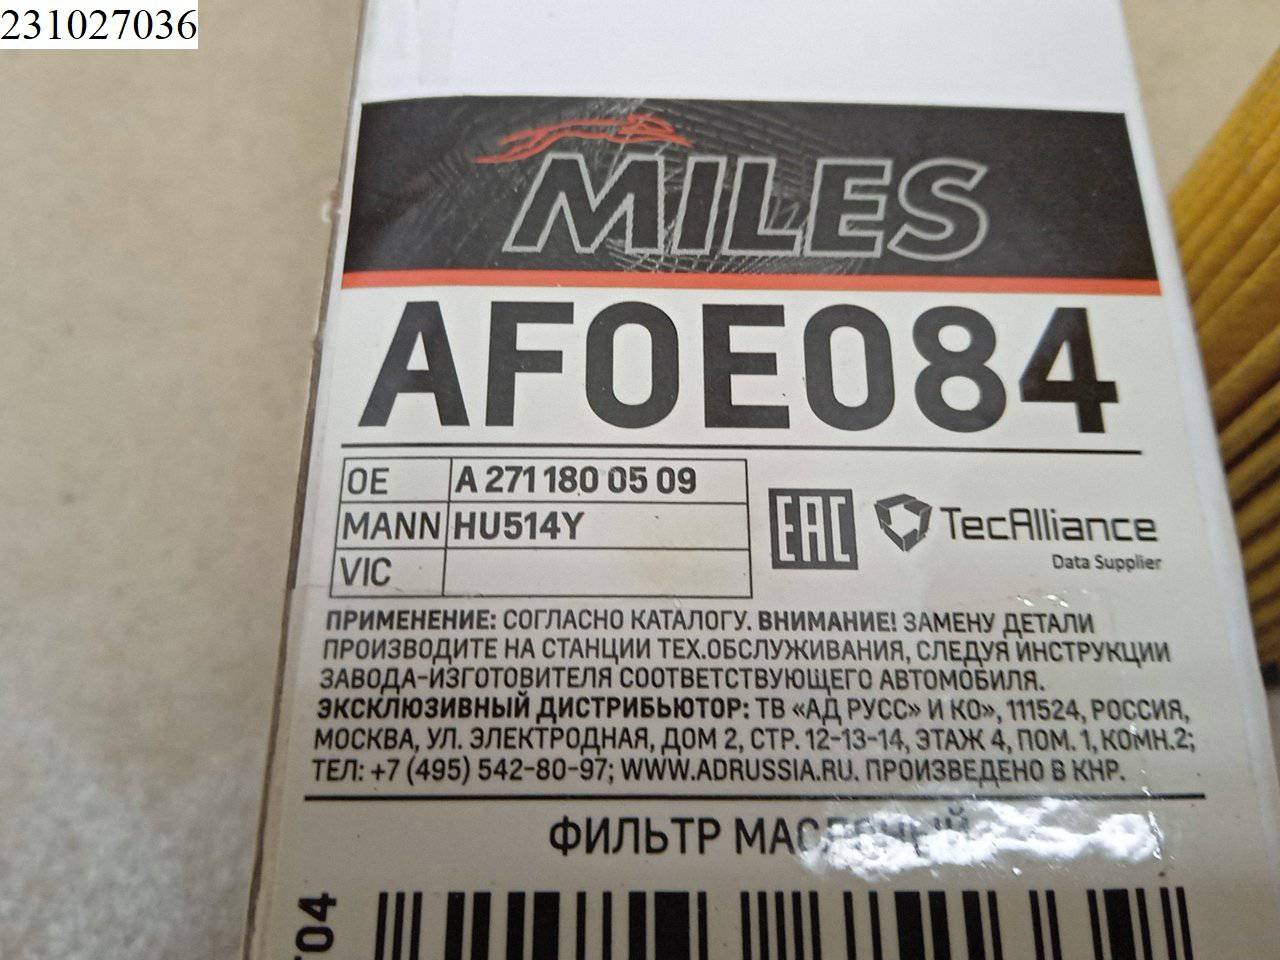 231027036
MILES
AFOE084
OE A 271 180 05 09
MANN HU514Y
VIC
EAC
TecAlliance
Data Supplier
ПРИМЕНЕНИЕ: СОГЛАСНО КАТАЛОГУ. ВНИМАНИЕ! ЗАМЕНУ ДЕТАЛИ
ПРОИЗВОДИТЕ НА СТАНЦИИ ТЕХ.ОБСЛУЖИВАНИЯ, СЛЕДУЯ ИНСТРУКЦИИ
ЗАВОДА-ИЗГОТОВИТЕЛЯ СООТВЕТСТВУЮЩЕГО АВТОМОБИЛЯ.
ЭКСКЛЮЗИВНЫЙ ДИСТРИБЬЮТОР: ТВ «АД РУСС» И КО», 111524, РОССИЯ,
МОСКВА, УЛ. ЭЛЕКТРОДНАЯ, ДОМ 2, СТР. 12-13-14, ЭТАЖ 4, ПОМ. 1, КОМН.2;
ТЕЛ: +7 (495) 542-80-97; WWW.ADRUSSIA.RU. ПРОИЗВЕДЕНО В КНР.
ФИЛЬТР МАСЛЯНЫЙ